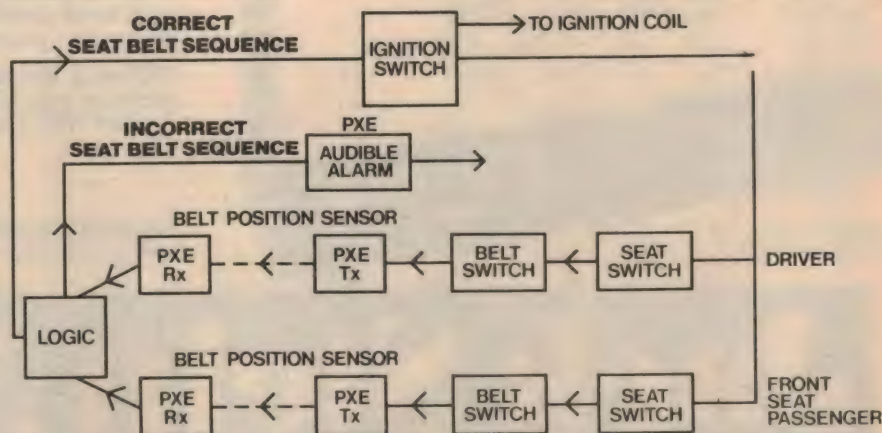 CORRECT
SEAT BELT SEQUENCE
IGNITION
SWITCH
TO IGNITION COIL
INCORRECT
SEAT BELT SEQUENCE
PXE
AUDIBLE
ALARM
BELT POSITION SENSOR
PXE
Rx
PXE
Tx
BELT
SWITCH
SEAT
SWITCH
DRIVER
LOGIC
BELT POSITION SENSOR
PXE
Rx
PXE
Tx
BELT
SWITCH
SEAT
SWITCH
FRONT
SEAT
PASSENGER